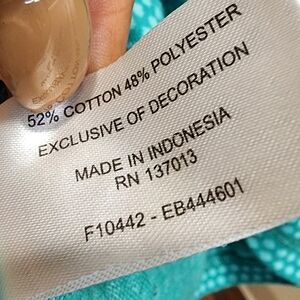 52% COTTON 48% POLYESTER
EXCLUSIVE OF DECORATION
MADE IN INDONESIA
RN 137013
F10442 - EB444601